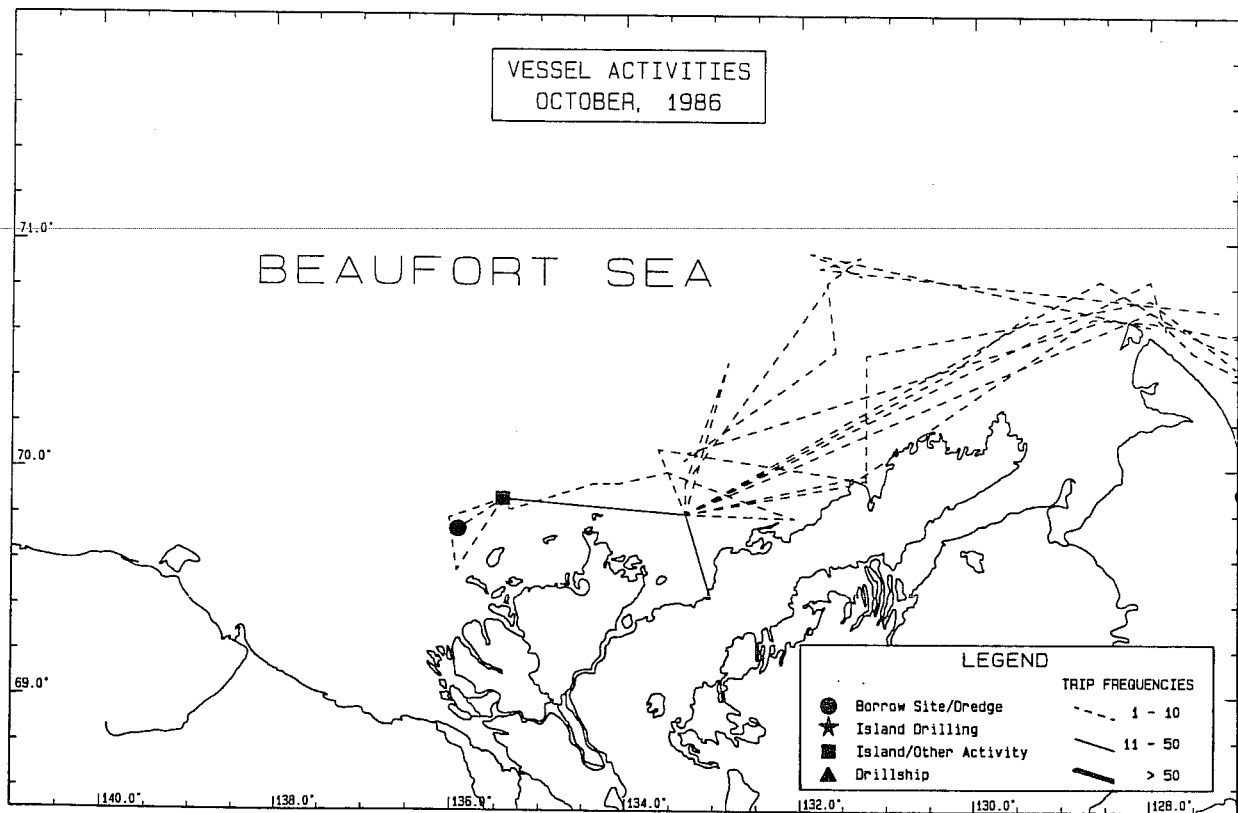 VESSEL ACTIVITIES
OCTOBER, 1986
71.0°
BEAUFORT SEA
70.0°
69.0°
LEGEND
TRIP FREQUENCIES
Borrow Site/Dredge
1 - 10
Island Drilling
11 - 50
Island/Other Activity
> 50
Drillship
140.0° 138.0° 136.0° 134.0° 132.0° 130.0° 128.0°